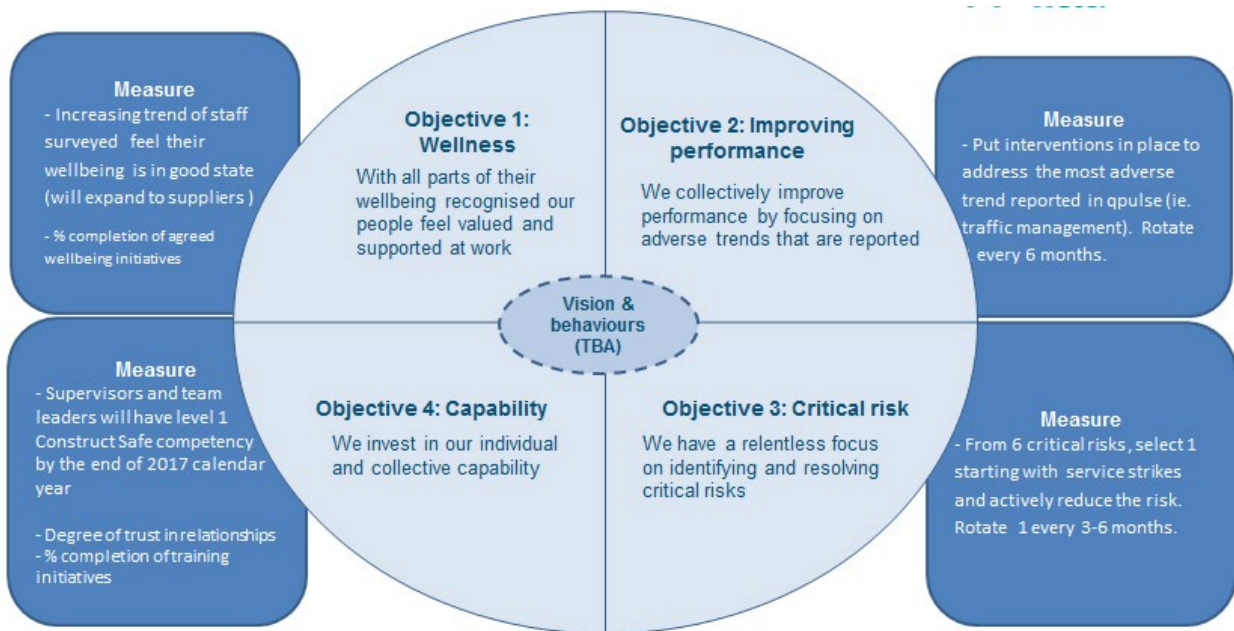 Measure
- Increasing trend of staff
surveyed feel their
wellbeing is in good state
(will expand to suppliers )
- % completion of agreed
wellbeing initiatives
Objective 1:
Wellness
With all parts of their
wellbeing recognised our
people feel valued and
supported at work
Objective 2: Improving
performance
We collectively improve
performance by focusing on
adverse trends that are reported
Measure
- Put interventions in place to
address the most adverse
trend reported in qpulse (ie.
traffic management). Rotate
every 6 months.
Vision &
behaviours
(TBA)
Measure
- Supervisors and team
leaders will have level 1
Construct Safe competency
by the end of 2017 calendar
year
- Degree of trust in relationships
- % completion of training
initiatives
Objective 4: Capability
We invest in our individual
and collective capability
Objective 3: Critical risk
We have a relentless focus
on identifying and resolving
critical risks
Measure
- From 6 critical risks, select 1
starting with service strikes
and actively reduce the risk.
Rotate 1 every 3-6 months.